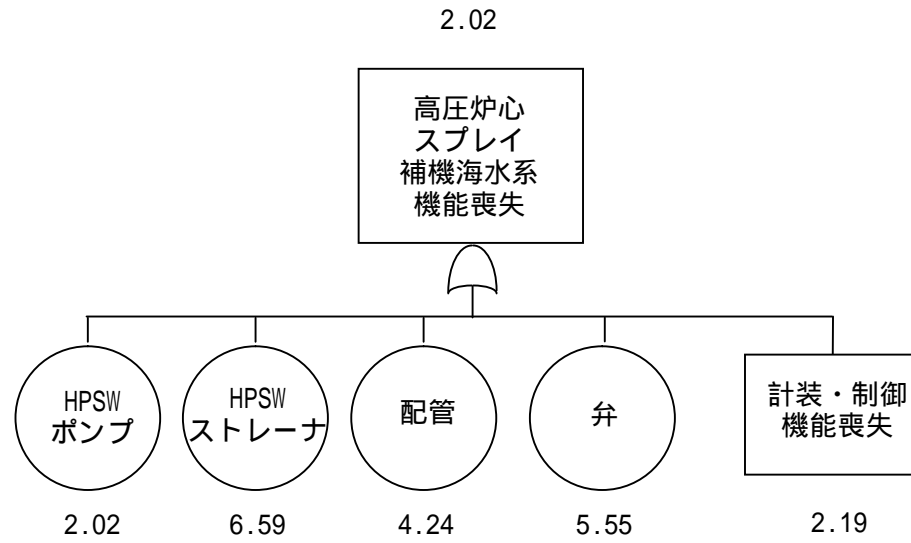 2.02
高圧炉心
スプレイ
補機海水系
機能喪失
HPSW
ポンプ
HPSW
ストレーナ
配管
弁
計装・制御
機能喪失
2.02
6.59
4.24
5.55
2.19